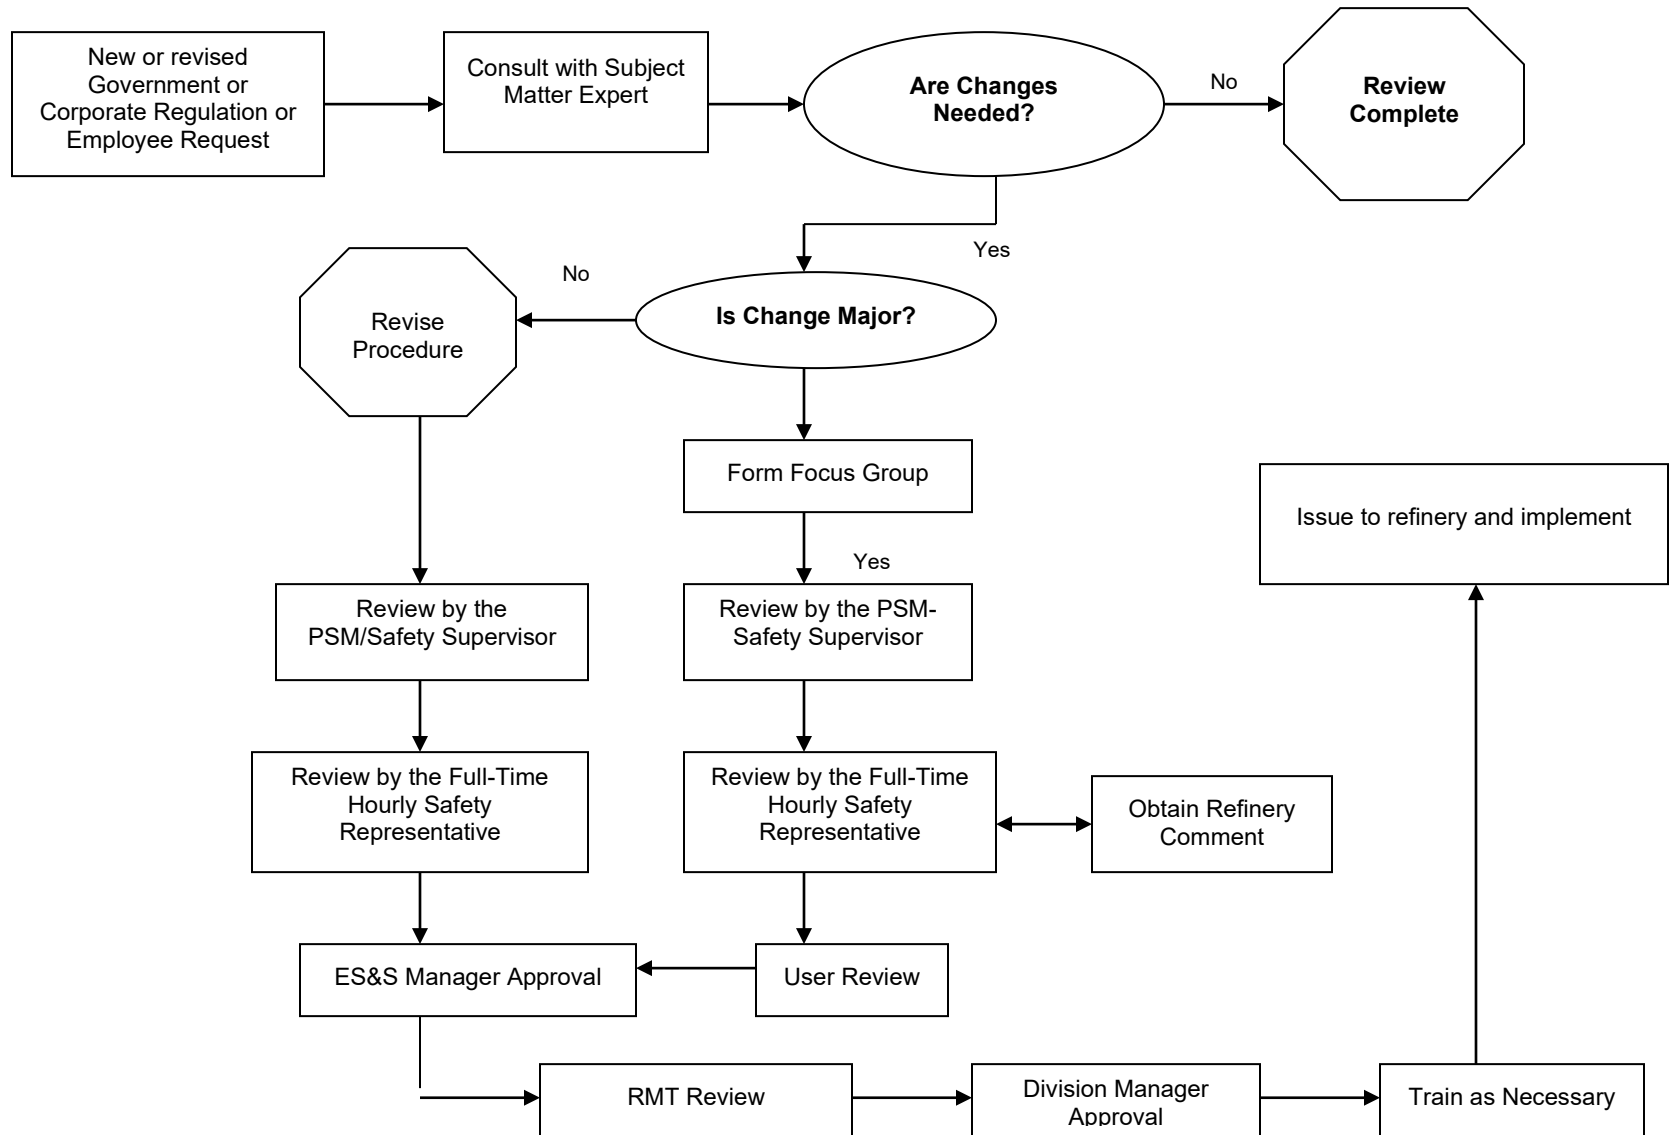 New or revised
Government or
Corporate Regulation or
Employee Request
Consult with Subject
Matter Expert
Are Changes
Needed?
No
Review
Complete
Yes
No
Is Change Major?
Revise
Procedure
Form Focus Group
Issue to refinery and implement
Yes
Review by the
PSM/Safety Supervisor
Review by the PSM-
Safety Supervisor
Review by the Full-Time
Hourly Safety
Representative
Review by the Full-Time
Hourly Safety
Representative
Obtain Refinery
Comment
ES&S Manager Approval
User Review
RMT Review
Division Manager
Approval
Train as Necessary